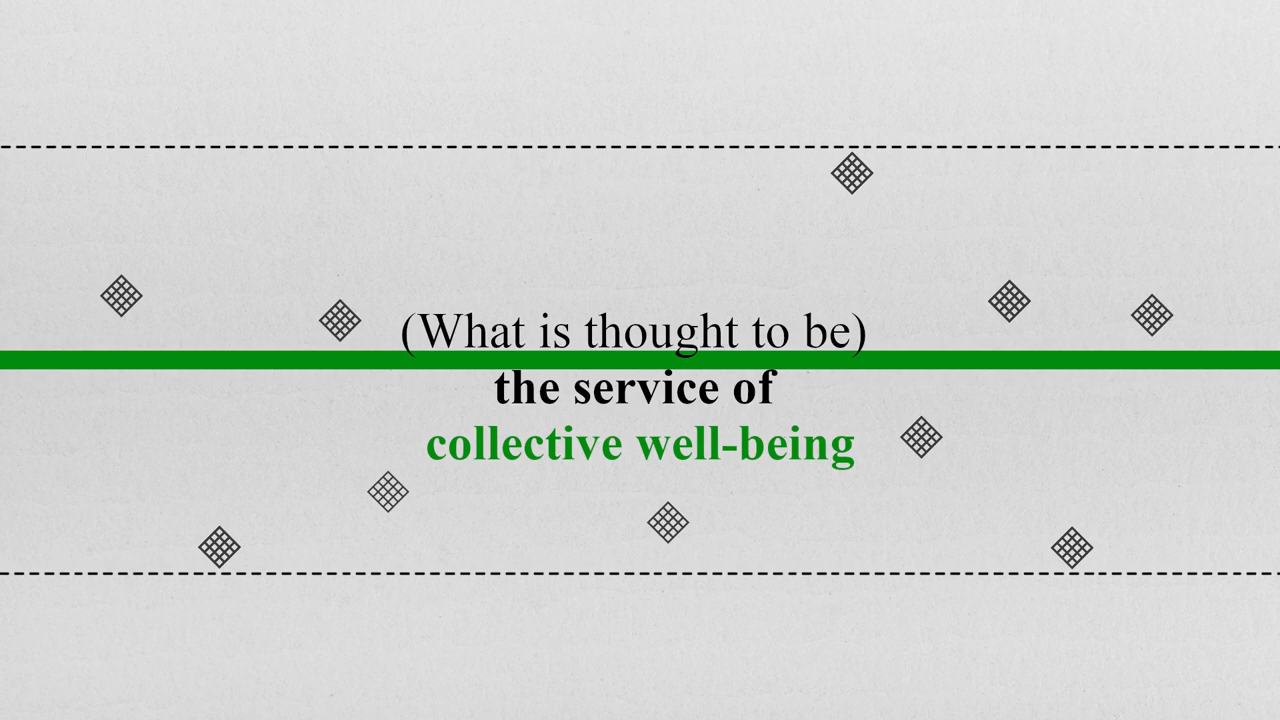 (What is thought to be)
the service of
collective well-being